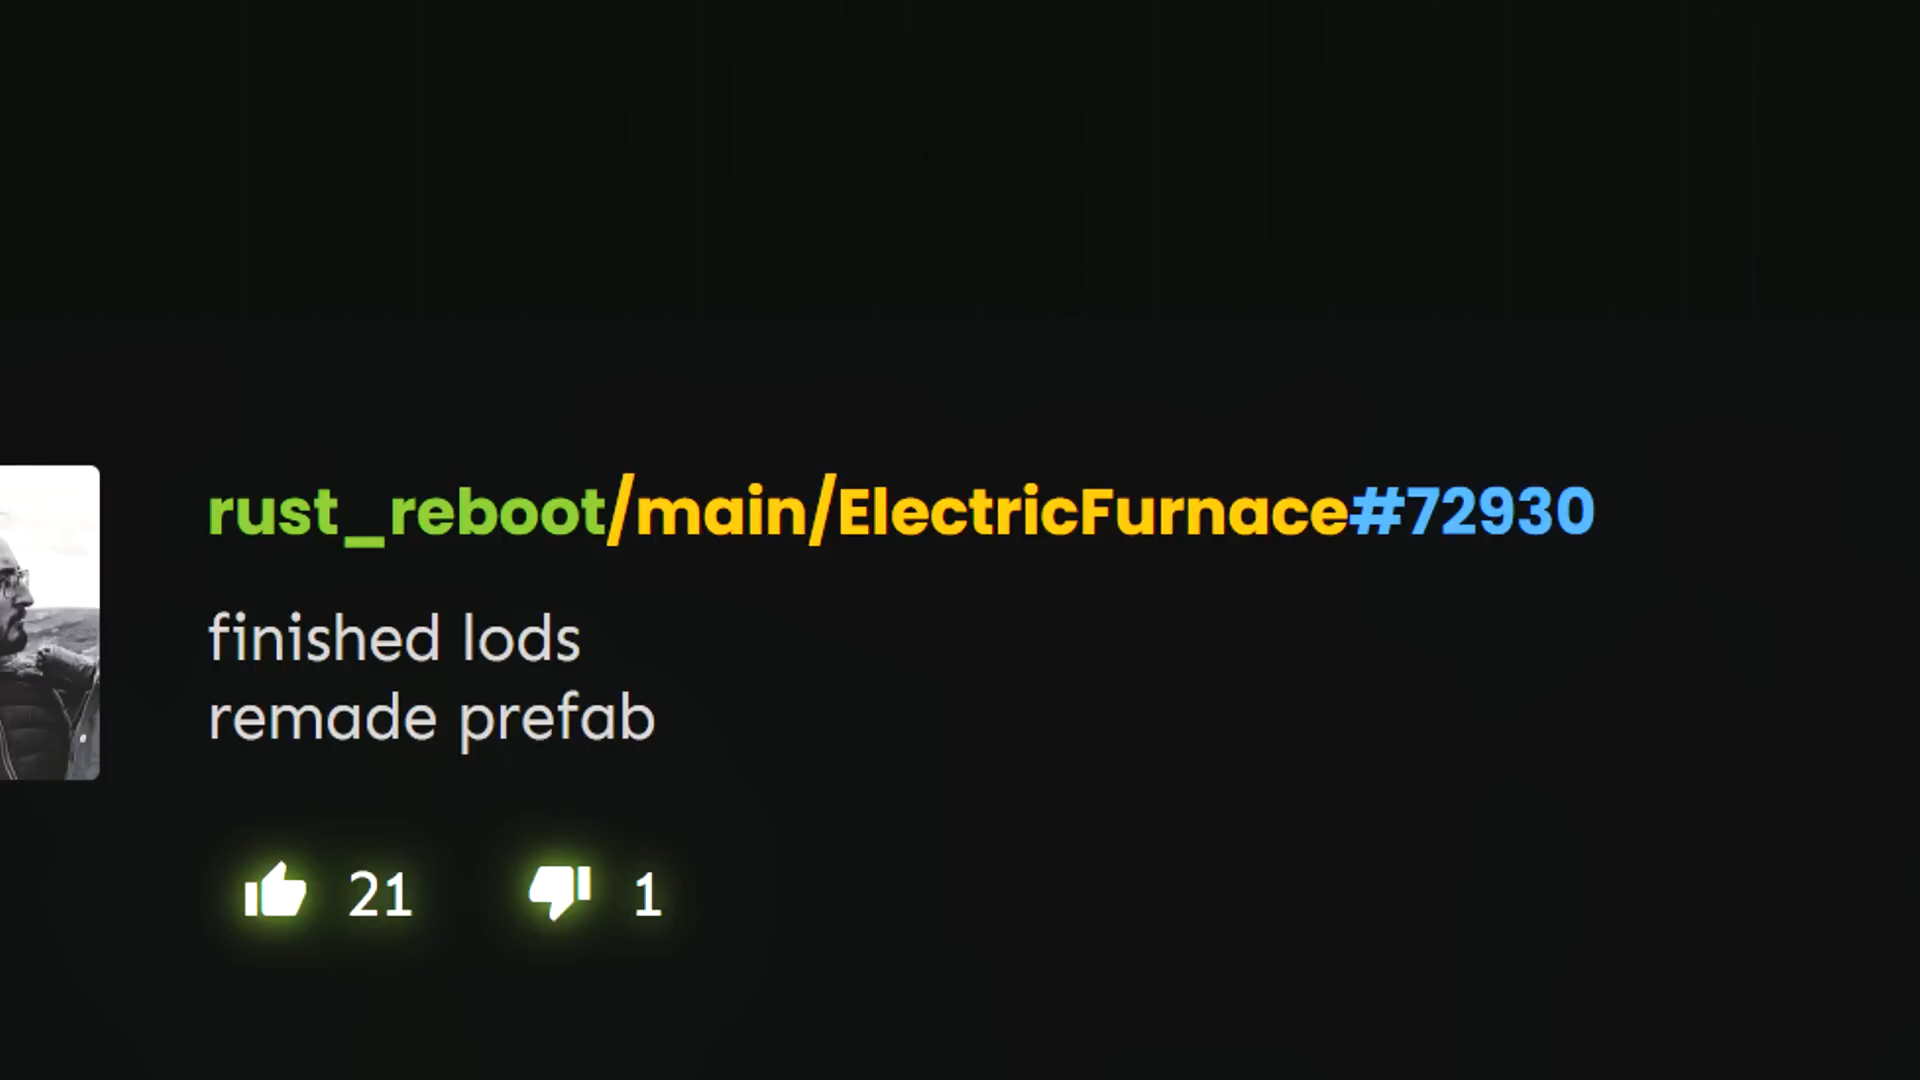 rust_reboot/main/ElectricFurnace#72930
finished lods
remade prefab
21 1